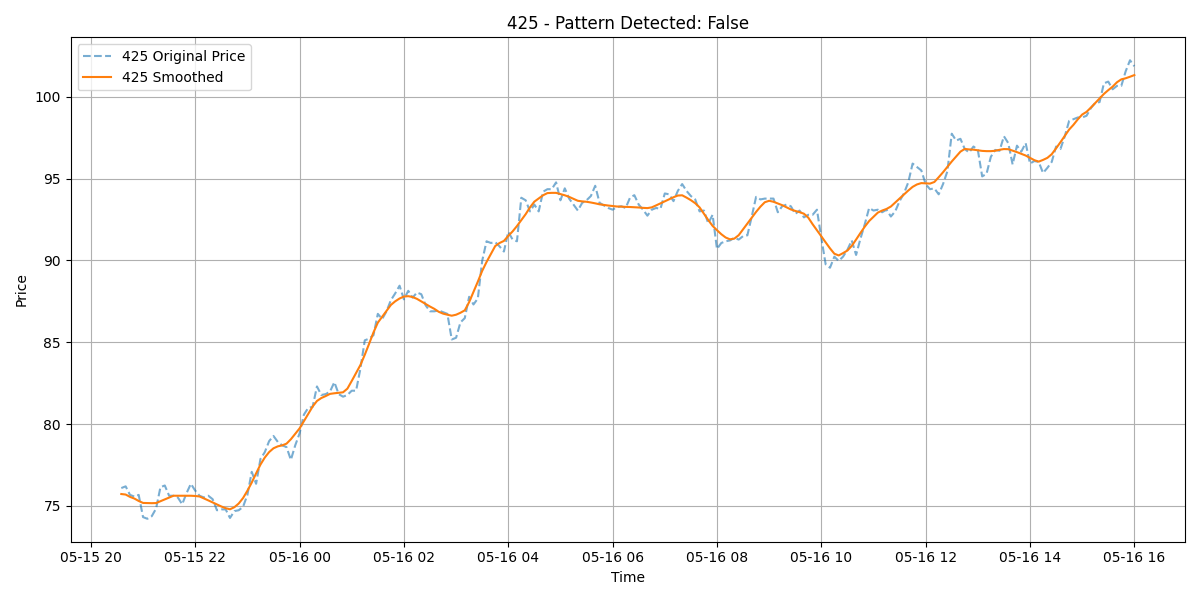 425 - Pattern Detected: False
425 Original Price
425 Smoothed
Price
100
95
90
85
80
75
05-15 20 05-15 22 05-16 00 05-16 02 05-16 04 05-16 06 05-16 08 05-16 10 05-16 12 05-16 14 05-16 16
Time